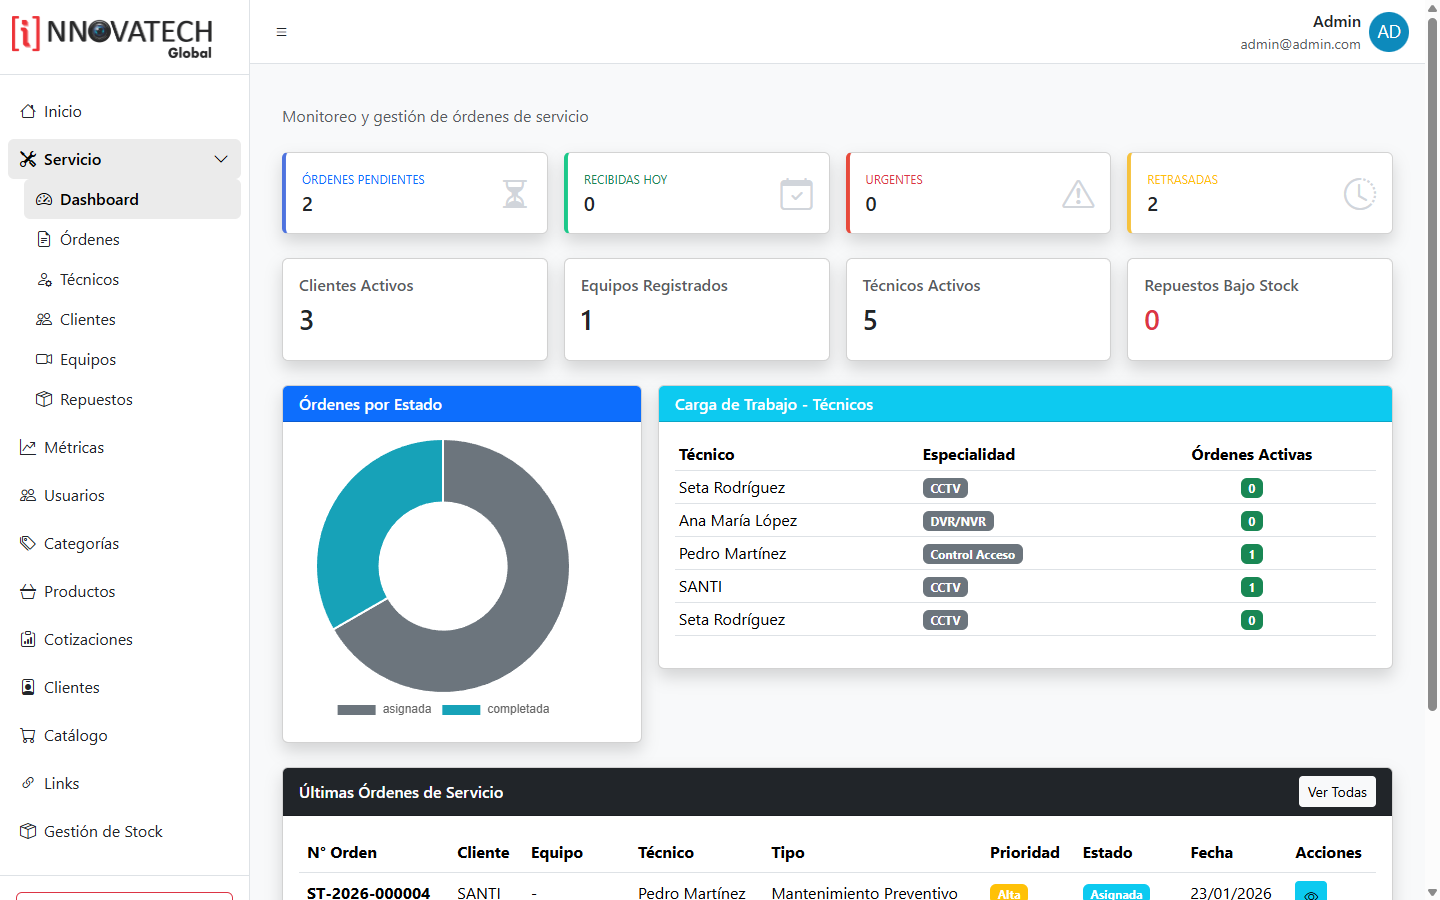 [i] NNOVATECH
Global
Admin
admin@admin.com
AD
Inicio
Servicio
Dashboard
Órdenes
Técnicos
Clientes
Equipos
Repuestos
Métricas
Usuarios
Categorías
Productos
Cotizaciones
Clientes
Catálogo
Links
Gestión de Stock
Monitoreo y gestión de órdenes de servicio
ÓRDENES PENDIENTES
2
RECIBIDAS HOY
0
URGENTES
0
RETRASADAS
2
Clientes Activos
3
Equipos Registrados
1
Técnicos Activos
5
Repuestos Bajo Stock
0
Órdenes por Estado
asignada completada
Carga de Trabajo - Técnicos
Técnico Especialidad Órdenes Activas
Seta Rodríguez CCTV 0
Ana María López DVR/NVR 0
Pedro Martínez Control Acceso 1
SANTI CCTV 1
Seta Rodríguez CCTV 0
Últimas Órdenes de Servicio
Ver Todas
N° Orden Cliente Equipo Técnico Tipo Prioridad Estado Fecha Acciones
ST-2026-000004 SANTI - Pedro Martínez Mantenimiento Preventivo Alta Asignada 23/01/2026